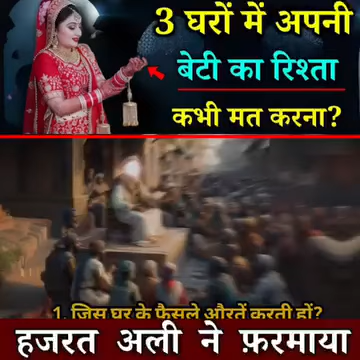 3 घरों में अपनी
बेटी का रिश्ता
कभी मत करना?
1. जिस घर के फैसले औरतें करती हों?
हजरत अली ने फ़रमाया